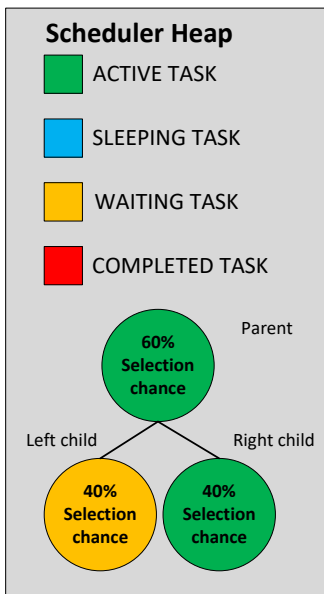 Scheduler Heap
ACTIVE TASK
SLEEPING TASK
WAITING TASK
COMPLETED TASK
Parent
60%
Selection
chance
Left child
Right child
40%
Selection
chance
40%
Selection
chance